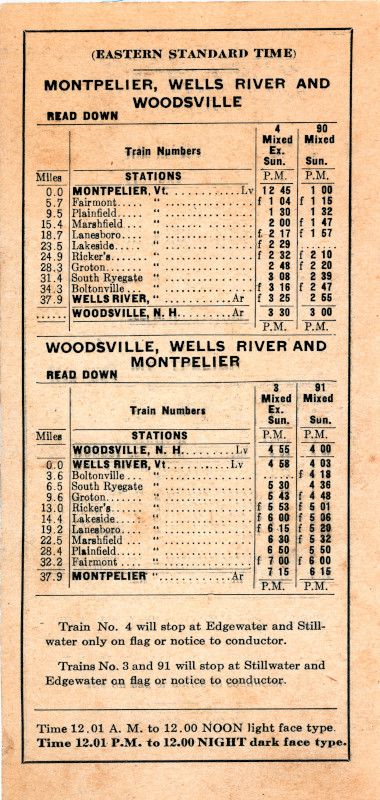 (EASTERN STANDARD TIME)
MONTPELIER, WELLS RIVER AND
WOODSVILLE
READ DOWN
Train Numbers 4 Mixed Ex. Sun. 90 Mixed Sun.
Miles STATIONS P.M. P.M.
0.0 MONTPELIER, Vt. Lv 12 45 1 00
5.7 Fairmont.... " f 1 04 f 1 15
9.5 Plainfield.... " 1 30 1 32
15.4 Marshfield.... " 2 00 f 1 47
18.7 Lanesboro.... " f 2 17 f 1 57
23.5 Lakeside..... " f 2 29 ......
24.9 Ricker's..... " f 2 32 f 2 10
28.3 Groton....... " 2 48 f 2 20
31.4 South Ryegate " 3 08 2 39
34.3 Boltonville... " f 3 16 f 2 47
37.9 WELLS RIVER, " Ar f 3 25 2 55
...... WOODSVILLE, N. H. Ar 3 30 3 00
P.M. P.M.
WOODSVILLE, WELLS RIVER AND
MONTPELIER
READ DOWN
Train Numbers 3 Mixed Ex. Sun. 91 Mixed Sun.
Miles STATIONS P.M. P.M.
WOODSVILLE, N. H. Lv 4 55 4 00
0.0 WELLS RIVER, Vt. Lv 4 58 4 03
3.6 Boltonville " ...... f 4 18
6.5 South Ryegate " 5 30 4 36
9.6 Groton " 5 43 f 4 48
13.0 Ricker's " f 5 53 f 5 01
14.4 Lakeside " f 6 00 f 5 06
19.2 Lanesboro " f 6 15 f 5 20
22.5 Marshfield " 6 30 f 5 32
28.4 Plainfield " 6 50 5 50
32.2 Fairmont " f 7 00 f 6 00
37.9 MONTPELIER " Ar 7 15 6 15
P.M. P.M.
Train No. 4 will stop at Edgewater and Still-
water only on flag or notice to conductor.
Trains No. 3 and 91 will stop at Stillwater and
Edgewater on flag or notice to conductor.
Time 12.01 A. M. to 12.00 NOON light face type.
Time 12.01 P.M. to 12.00 NIGHT dark face type.